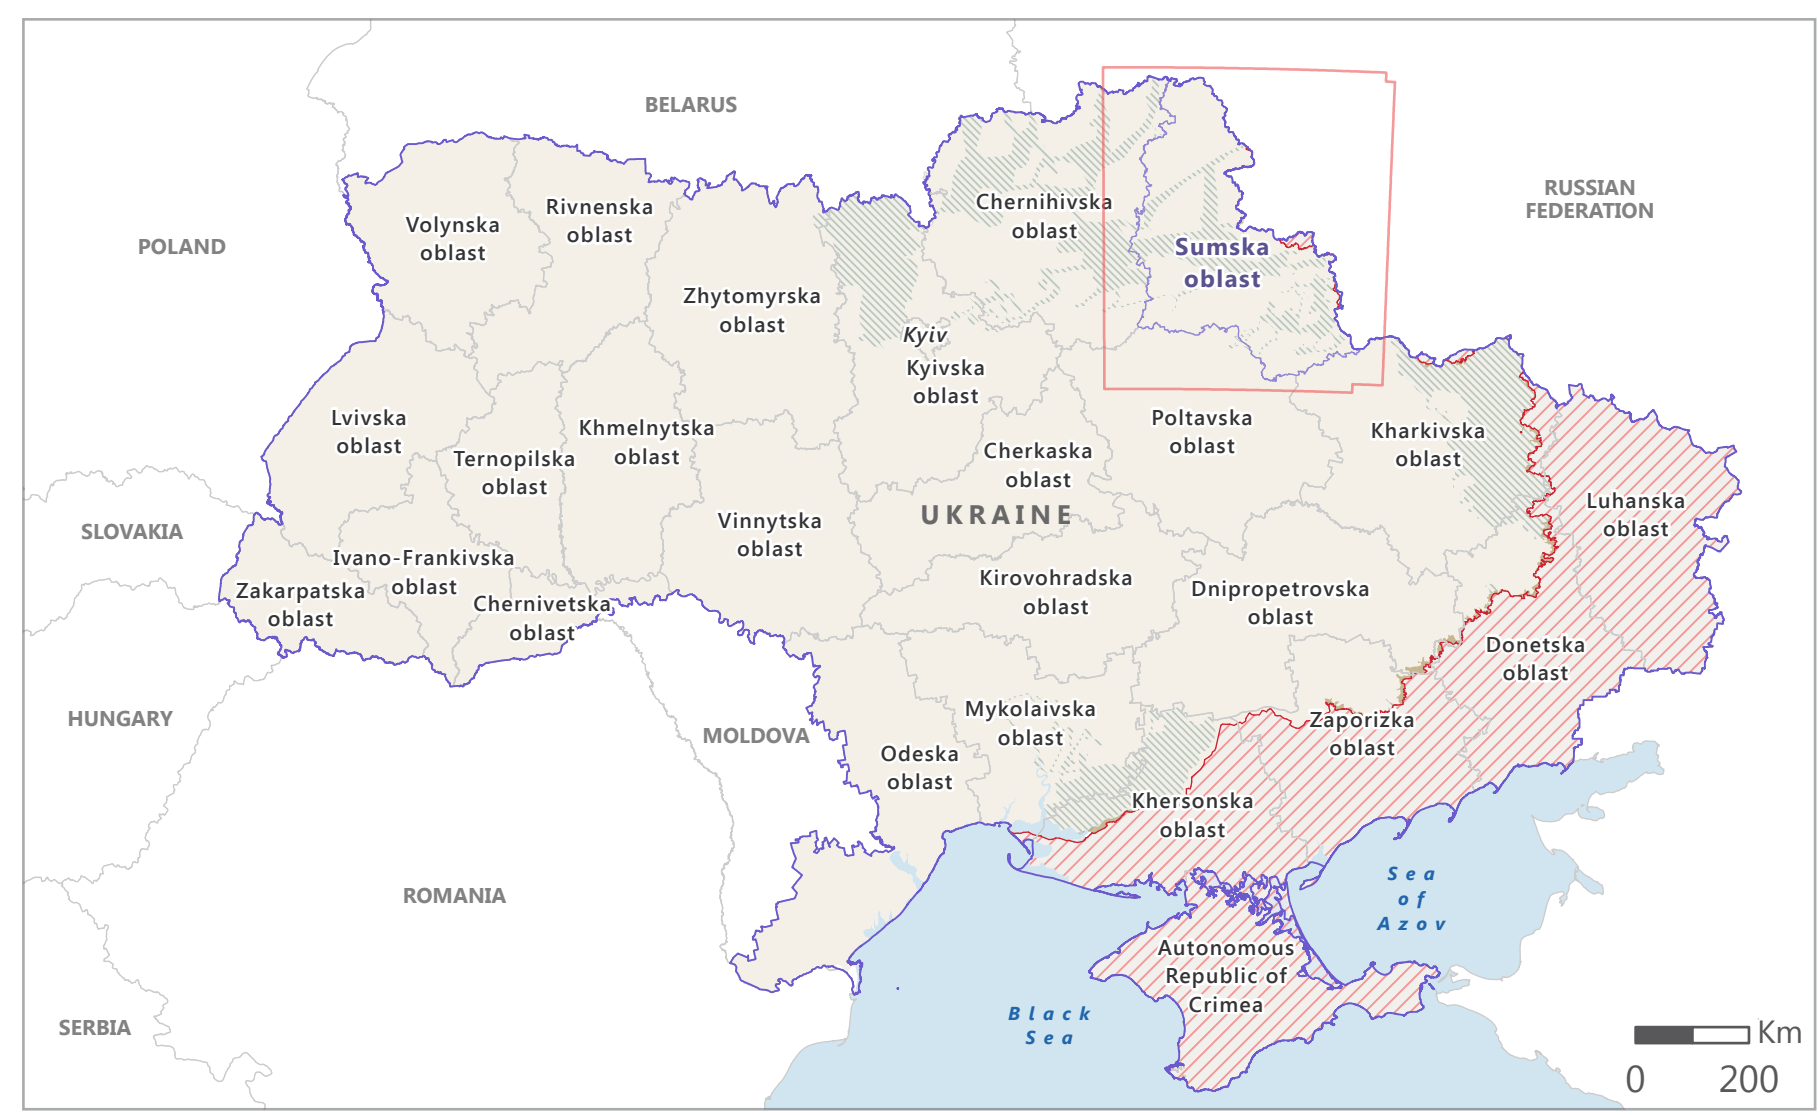 BELARUS
RUSSIAN
FEDERATION
POLAND
Volynska
oblast
Rivnenska
oblast
Chernihivska
oblast
Sumska
oblast
Zhytomyrska
oblast
Kyiv
Kyivska
oblast
Lvivska
oblast
Ternopilska
oblast
Khmelnytska
oblast
Cherkaska
oblast
Poltavska
oblast
Kharkivska
oblast
Luhanska
oblast
UKRAINE
SLOVAKIA
Vinnytska
oblast
Ivano-Frankivska
oblast
Zakarpatska
oblast
Chernivetska
oblast
Kirovohradska
oblast
Dnipropetrovska
oblast
Donetska
oblast
HUNGARY
MOLDOVA
Mykolaivska
oblast
Odeska
oblast
Zaporizka
oblast
Khersonska
oblast
ROMANIA
Sea
of
Azov
Autonomous
Republic of
Crimea
Black
Sea
SERBIA
Km
0 200